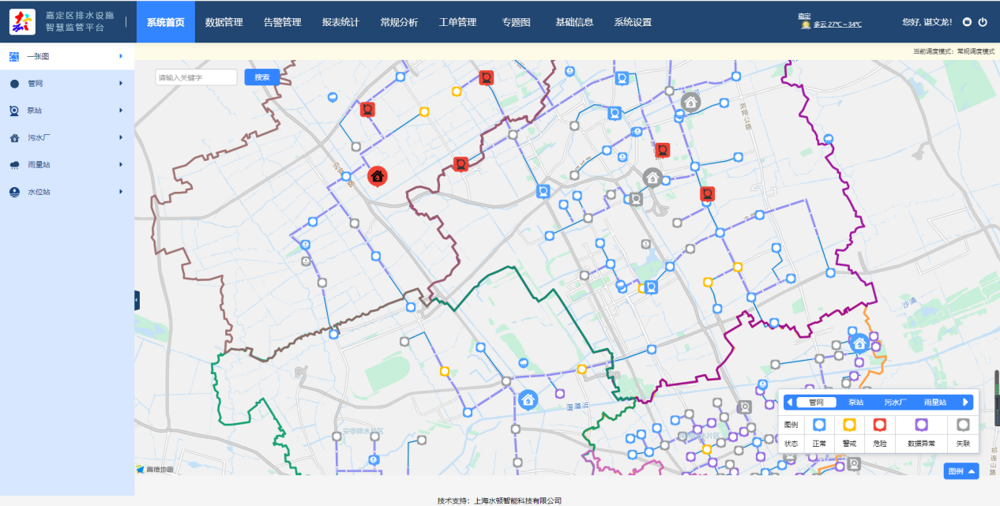 嘉定区排水设施
智慧监管平台
系统首页 数据管理 告警管理 报表统计 常规分析 工单管理 专题图 基础信息 系统设置
嘉定
多云 27℃~34℃
您好, 谌文龙!
当前调度模式：常规调度模式
一张图
管网
泵站
污水厂
雨量站
水位站
请输入关键字 搜索
浏翔公路
沙浦
蕰藻浜
安亭排水片区
祁连山路
管网 泵站 污水厂 雨量站
图例
状态 正常 警戒 危险 数据异常 失联
图例
高德地图
技术支持：上海水顿智能科技有限公司